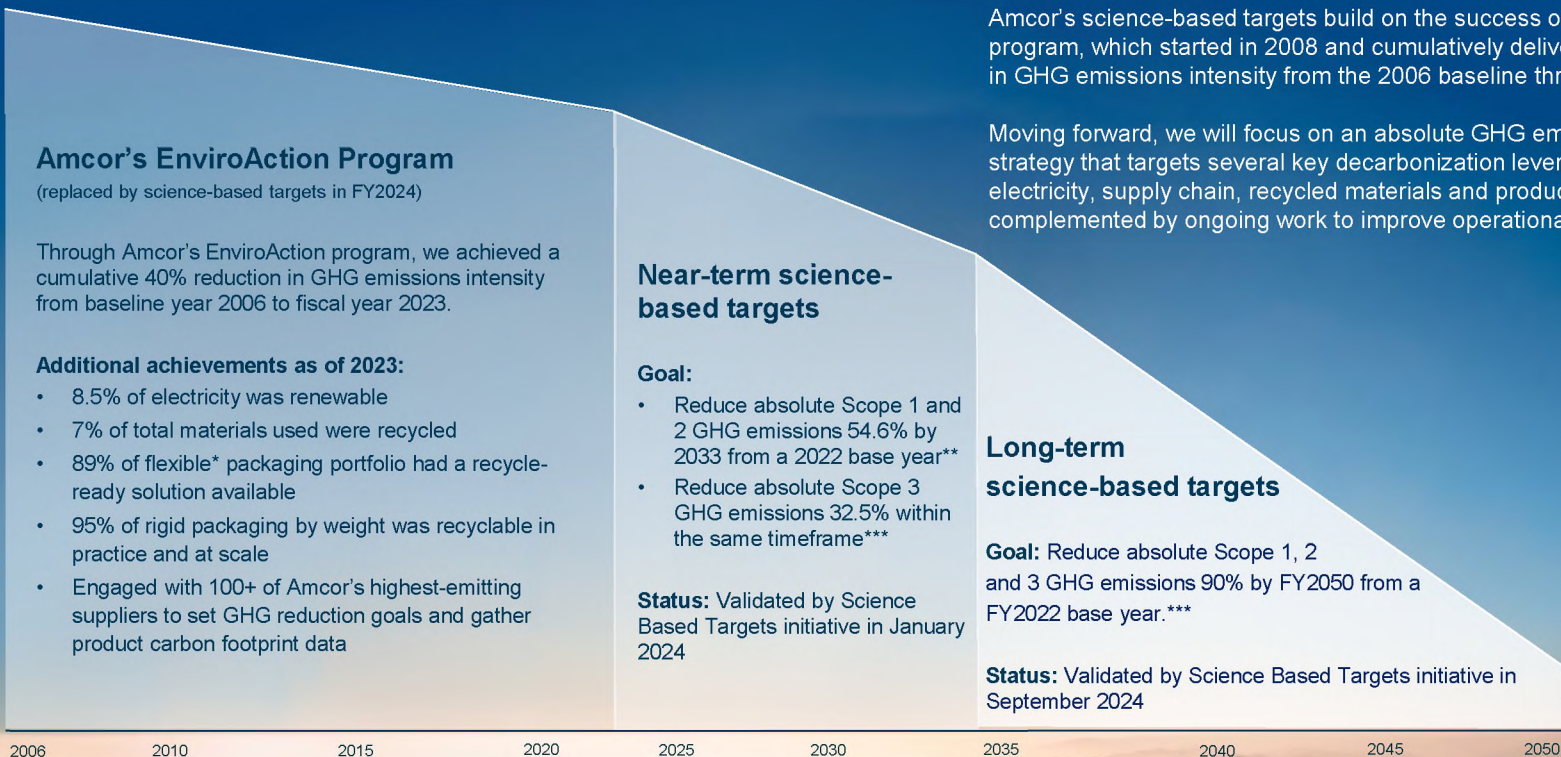 Amcor's science-based targets build on the success o
program, which started in 2008 and cumulatively delive
in GHG emissions intensity from the 2006 baseline thr
Moving forward, we will focus on an absolute GHG em
strategy that targets several key decarbonization lever
electricity, supply chain, recycled materials and produc
complemented by ongoing work to improve operationa
Amcor's EnviroAction Program
(replaced by science-based targets in FY2024)
Through Amcor's EnviroAction program, we achieved a
cumulative 40% reduction in GHG emissions intensity
from baseline year 2006 to fiscal year 2023.
Additional achievements as of 2023:
• 8.5% of electricity was renewable
• 7% of total materials used were recycled
• 89% of flexible* packaging portfolio had a recycle-
ready solution available
• 95% of rigid packaging by weight was recyclable in
practice and at scale
• Engaged with 100+ of Amcor's highest-emitting
suppliers to set GHG reduction goals and gather
product carbon footprint data
Near-term science-
based targets
Goal:
• Reduce absolute Scope 1 and
2 GHG emissions 54.6% by
2033 from a 2022 base year**
• Reduce absolute Scope 3
GHG emissions 32.5% within
the same timeframe***
Status: Validated by Science
Based Targets initiative in January
2024
Long-term
science-based targets
Goal: Reduce absolute Scope 1, 2
and 3 GHG emissions 90% by FY2050 from a
FY2022 base year.***
Status: Validated by Science Based Targets initiative in
September 2024
2006 2010 2015 2020 2025 2030 2035 2040 2045 2050